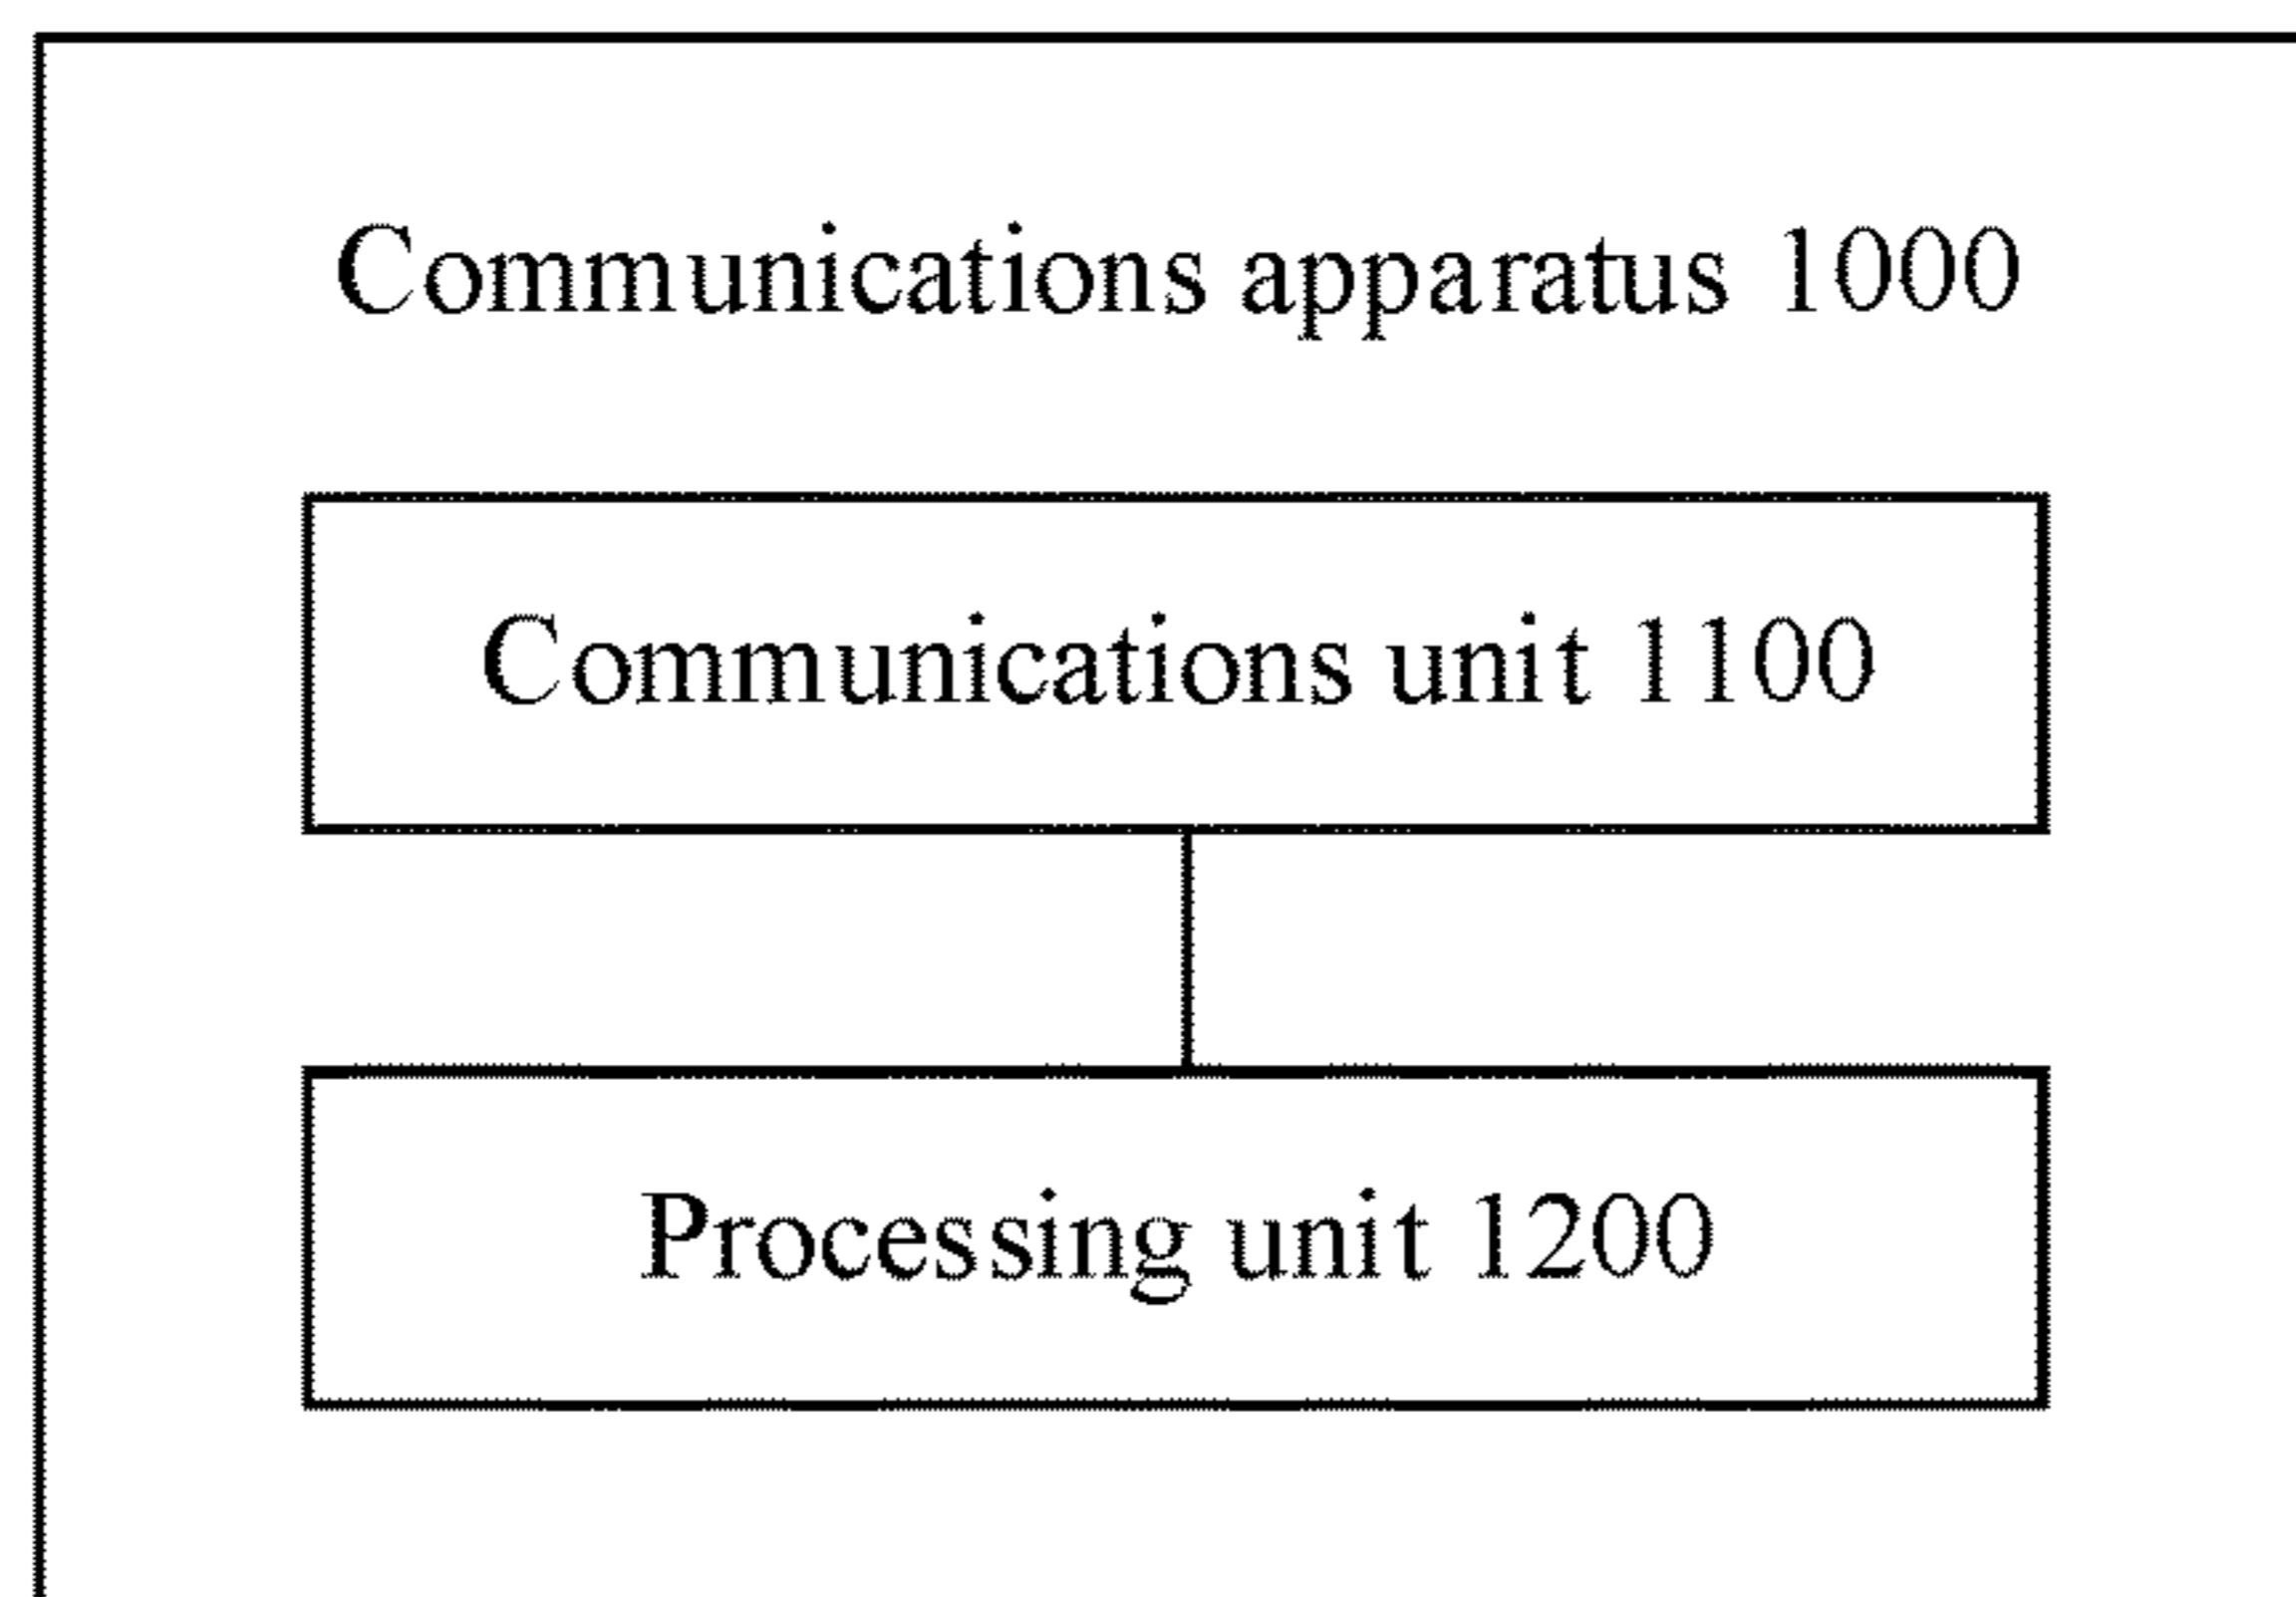 Communications apparatus 1000
Communications unit 1100
Processing unit 1200